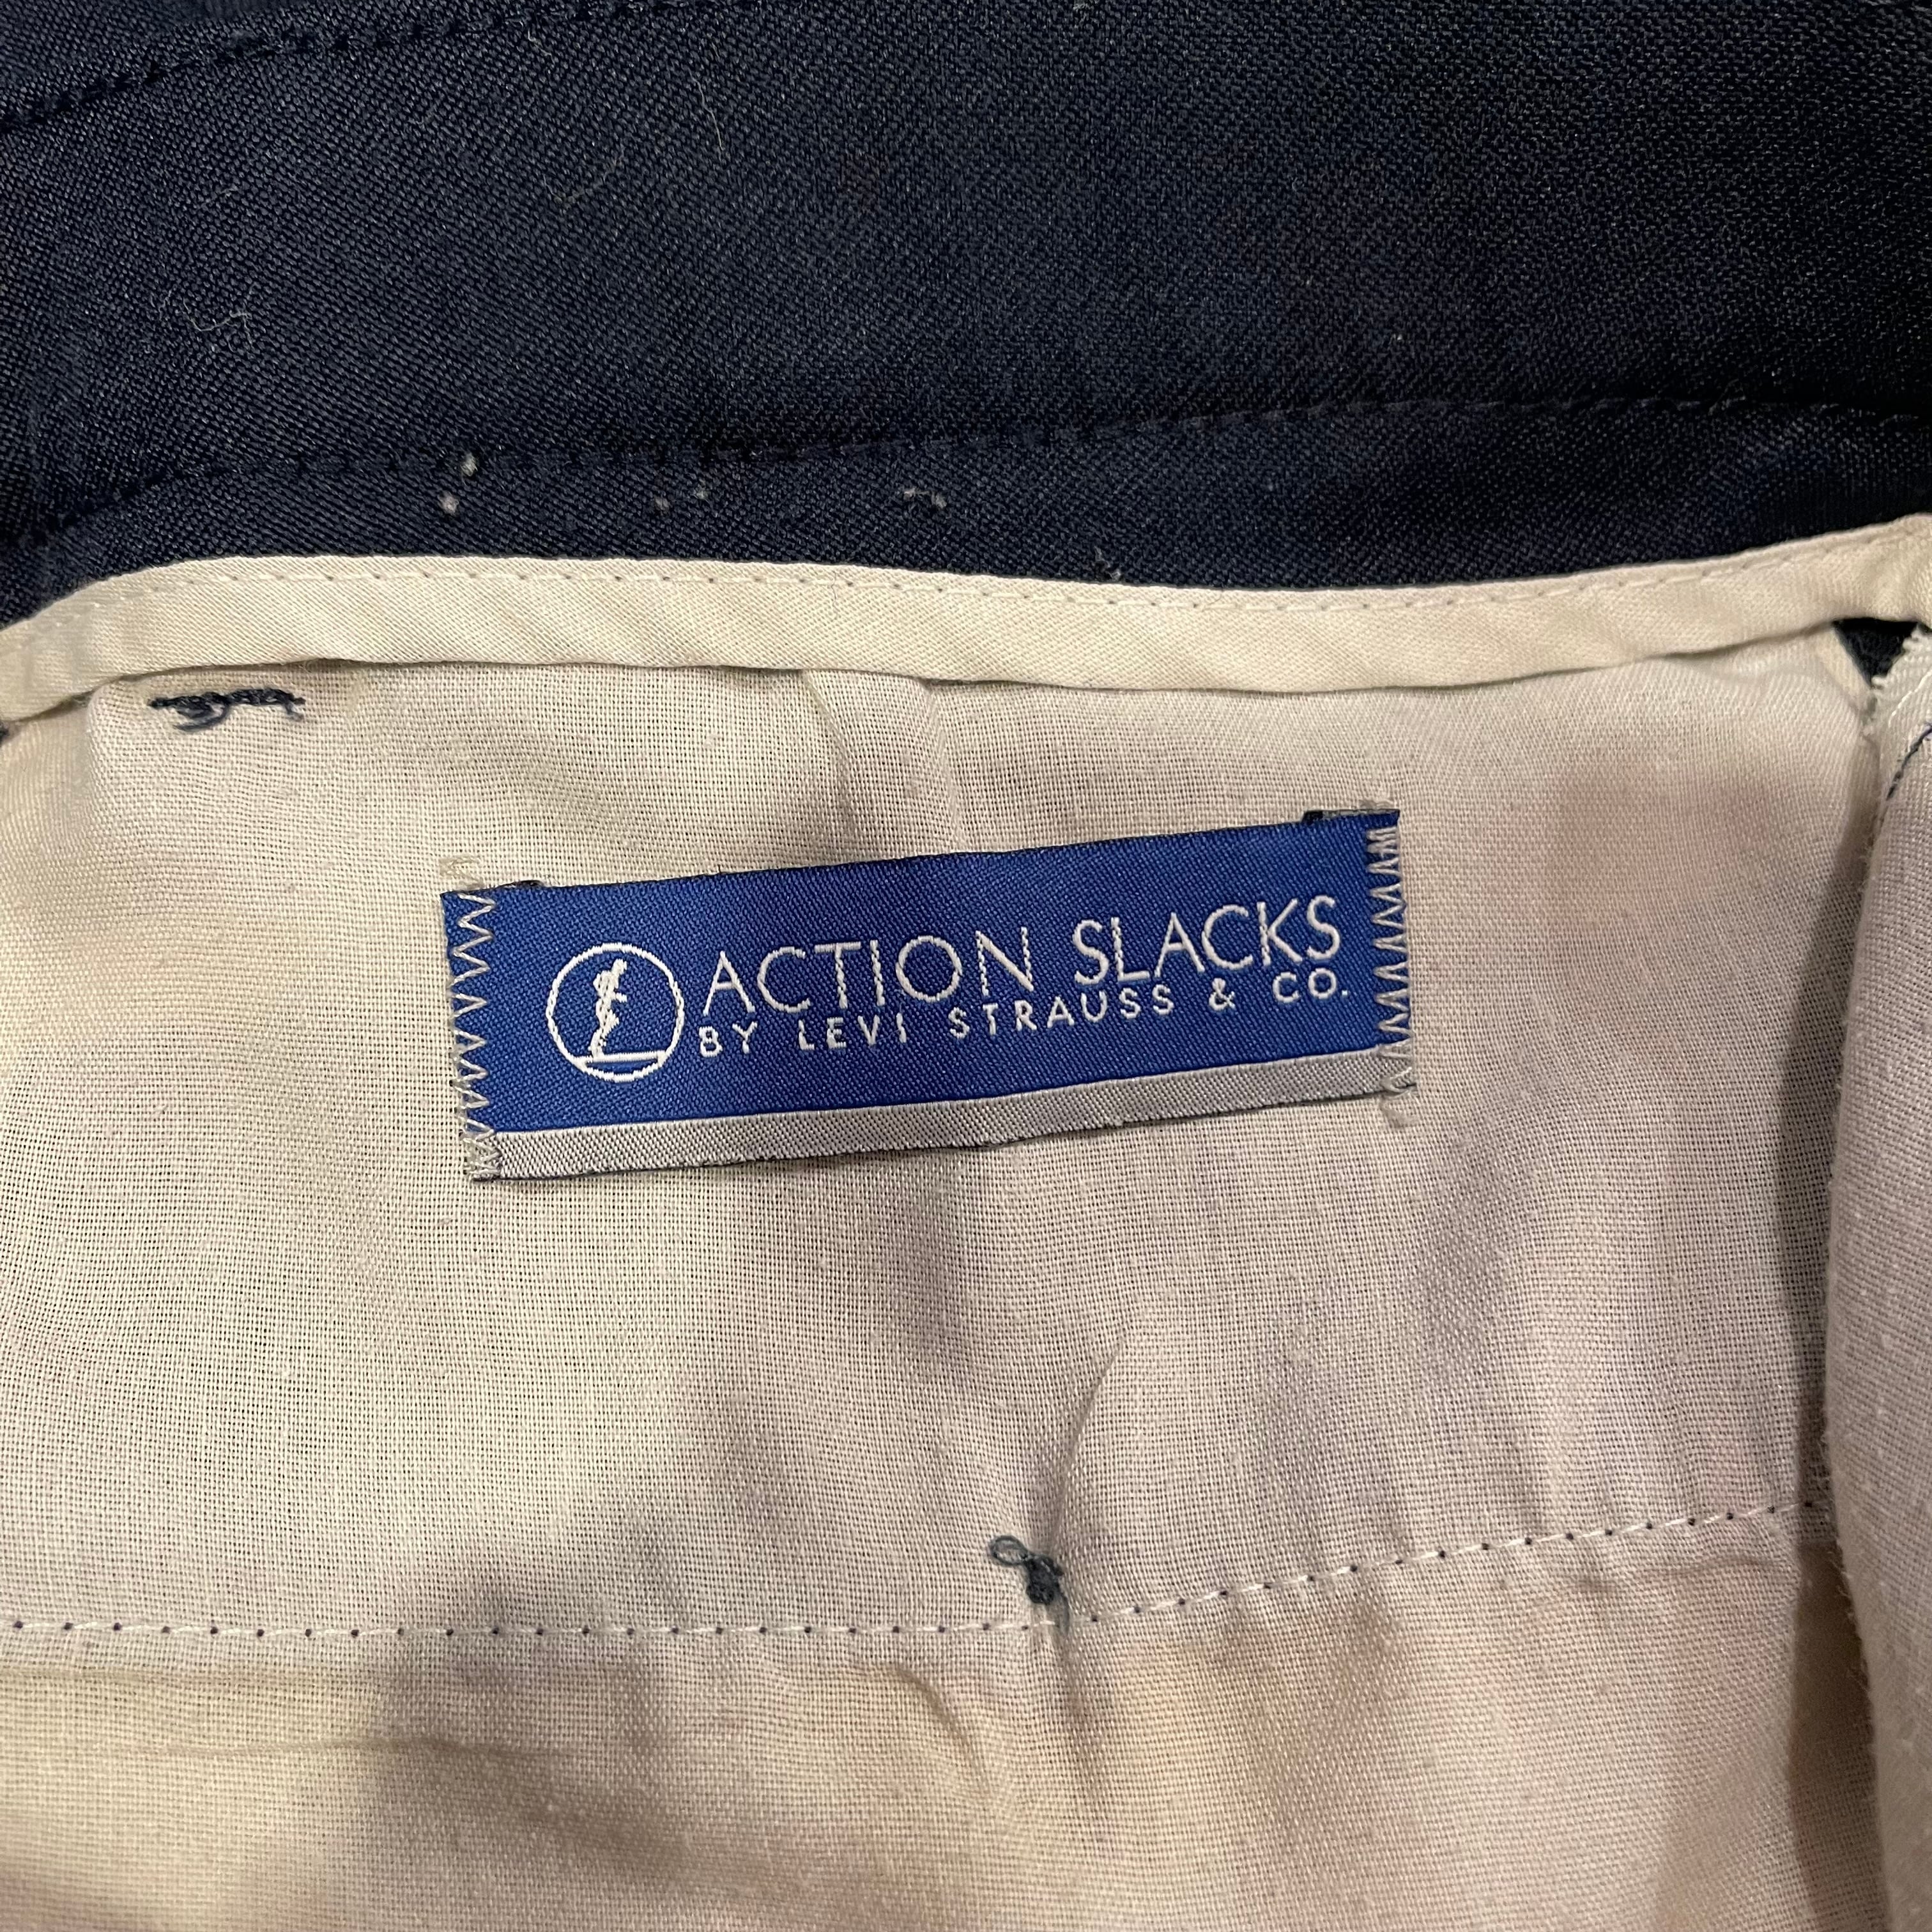 ACTION SLACKS
BY LEVI STRAUSS & CO.